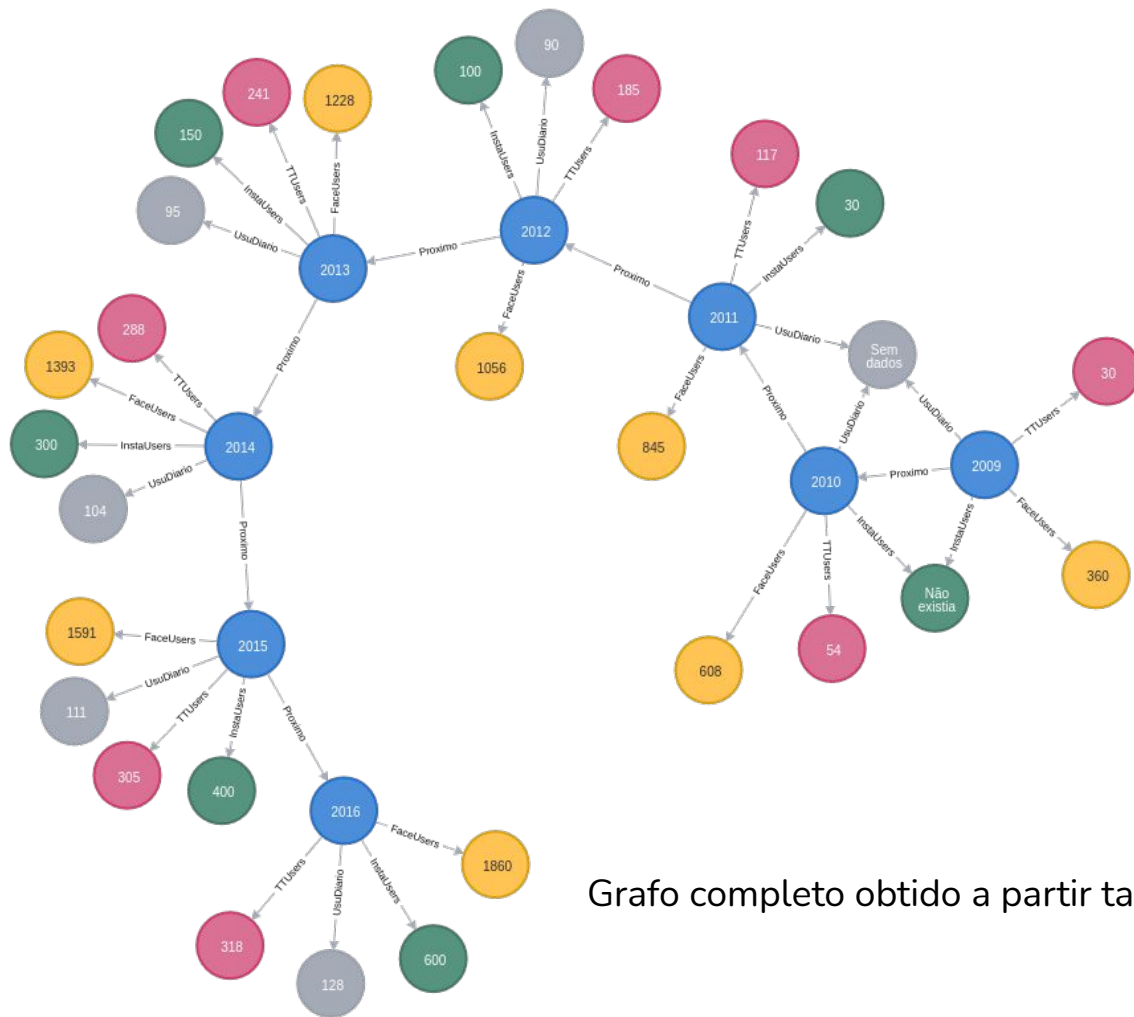 90
100
241
185
1228
150
InstaUsers
UsuDiario
TTUsers
117
TTUsers
FaceUsers
InstaUsers
30
95
UsuDiario
2012
TTUsers
InstaUsers
Proximo
2013
FaceUsers
Proximo
2011
288
UsuDiario
Sem
dados
1056
1393
TTUsers
Proximo
FaceUsers
30
FaceUsers
Proximo
UsuDiario
UsuDiario
TTUsers
300
InstaUsers
2014
845
2009
UsuDiario
2010
Proximo
104
FaceUsers
InstaUsers
InstaUsers
Proximo
FaceUsers
TTUsers
360
Não
existia
1591
FaceUsers
2015
54
608
UsuDiario
111
TTUsers
InstaUsers
Proximo
305
400
2016
FaceUsers
1860
TTUsers
UsuDiario
InstaUsers
Grafo completo obtido a partir ta
318
600
128